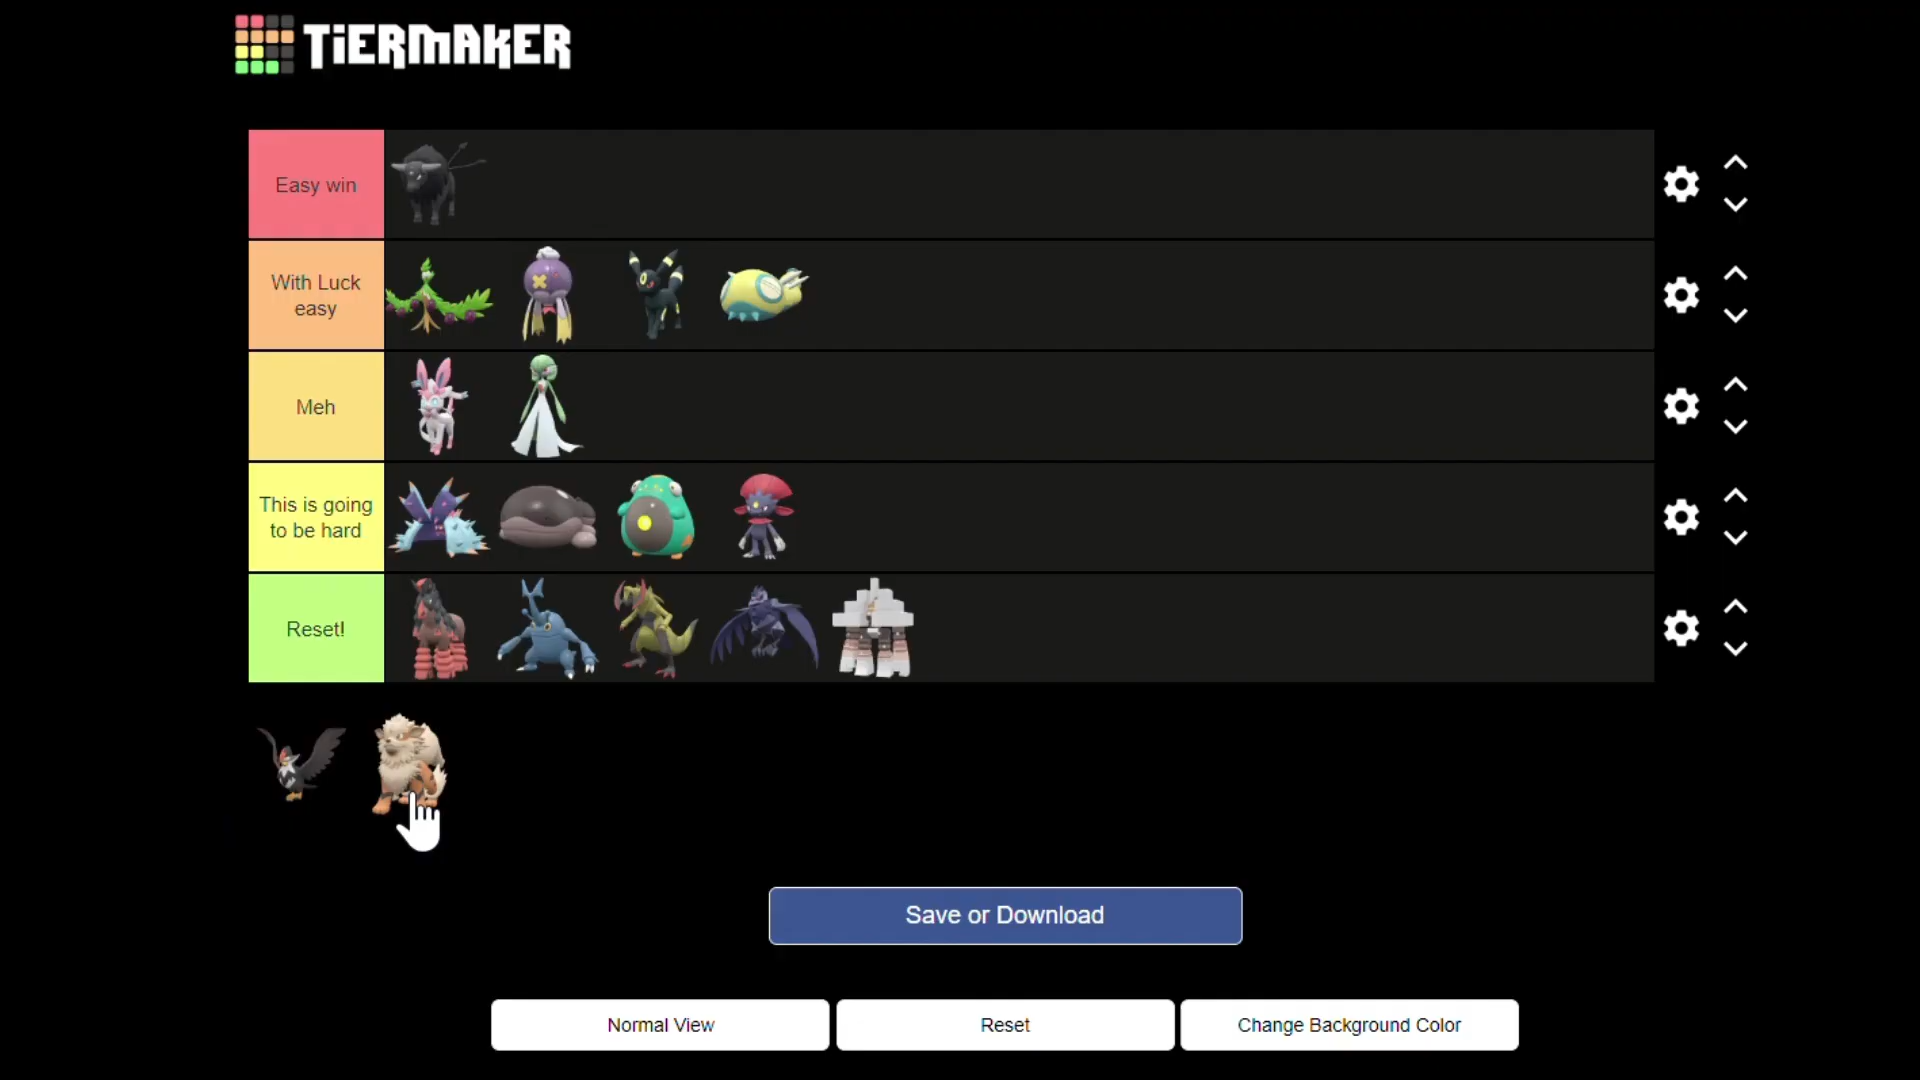 TiERMAKER
Easy win
With Luck
easy
Meh
This is going
to be hard
Reset!
Save or Download
Normal View
Reset
Change Background Color